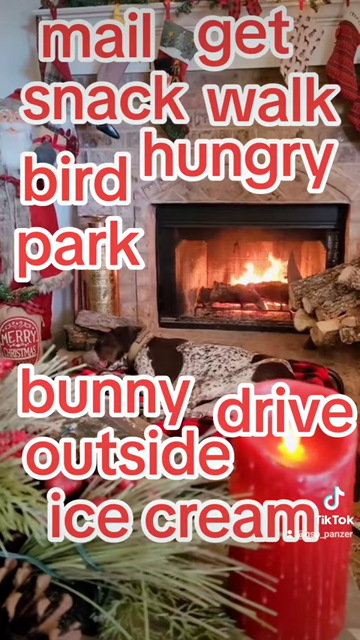 mail get
snack walk
hungry
bird
park
MERRY
CHRISTMAS
bunny drive
outside
ice cream
TikTok